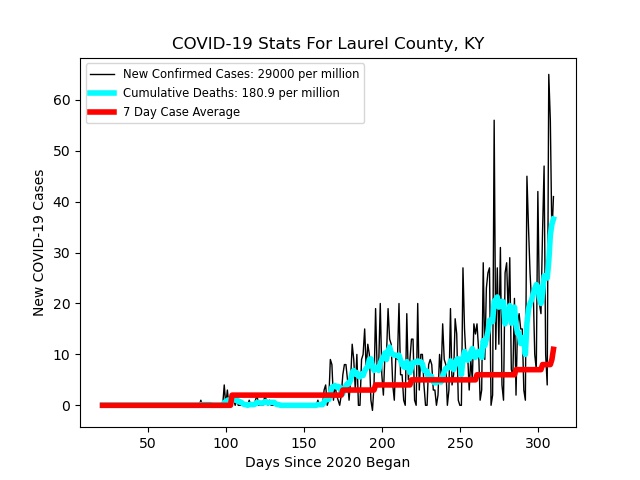 COVID-19 Stats For Laurel County, KY
New Confirmed Cases: 29000 per million
Cumulative Deaths: 180.9 per million
7 Day Case Average
60
50
40
30
20
10
0
New COVID-19 Cases
50 100 150 200 250 300
Days Since 2020 Began